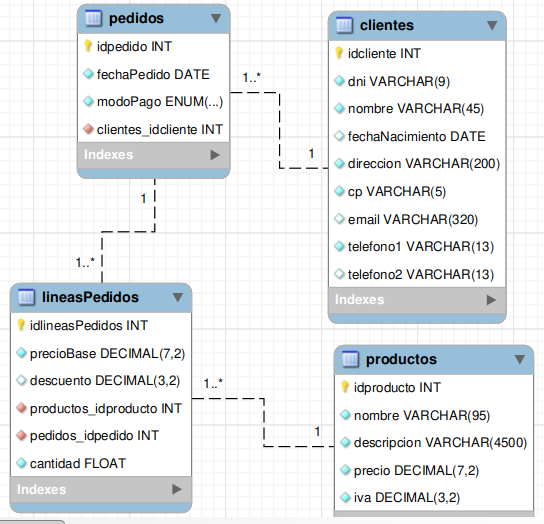 pedidos
idpedido INT
fechaPedido DATE
modoPago ENUM(...)
clientes_idcliente INT
Indexes
clientes
idcliente INT
dni VARCHAR(9)
nombre VARCHAR(45)
fechaNacimiento DATE
direccion VARCHAR(200)
cp VARCHAR(5)
email VARCHAR(320)
telefono1 VARCHAR(13)
telefono2 VARCHAR(13)
Indexes
1..*
1
1
1..*
lineasPedidos
idlineasPedidos INT
precioBase DECIMAL(7,2)
descuento DECIMAL(3,2)
productos_idproducto INT
pedidos_idpedido INT
cantidad FLOAT
Indexes
1..*
1
productos
idproducto INT
nombre VARCHAR(95)
descripcion VARCHAR(4500)
precio DECIMAL(7,2)
iva DECIMAL(3,2)